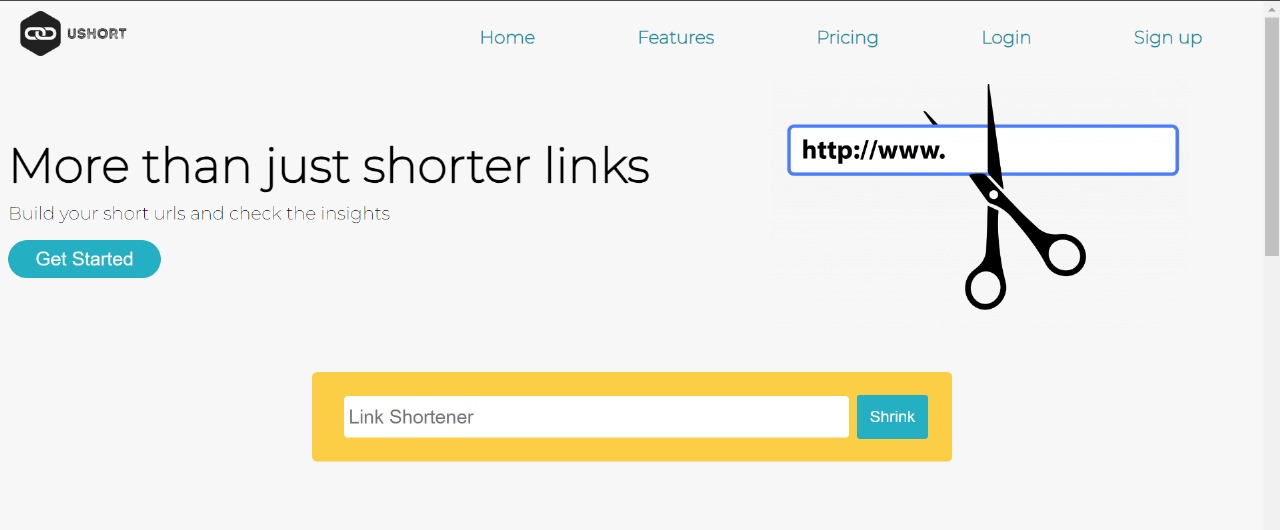 USHORT
Home Features Pricing Login Sign up
http://www.
More than just shorter links
Build your short urls and check the insights
Get Started
Link Shortener Shrink